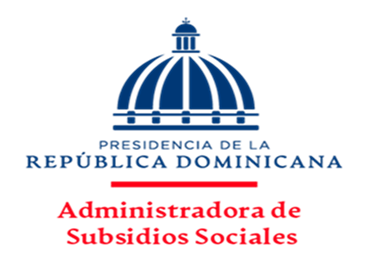 PRESIDENCIA DE LA
REPÚBLICA DOMINICANA
Administradora de
Subsidios Sociales